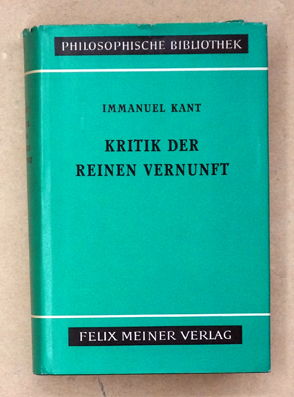 PHILOSOPHISCHE BIBLIOTHEK
IMMANUEL KANT
KRITIK DER
REINEN VERNUNFT
FELIX MEINER VERLAG